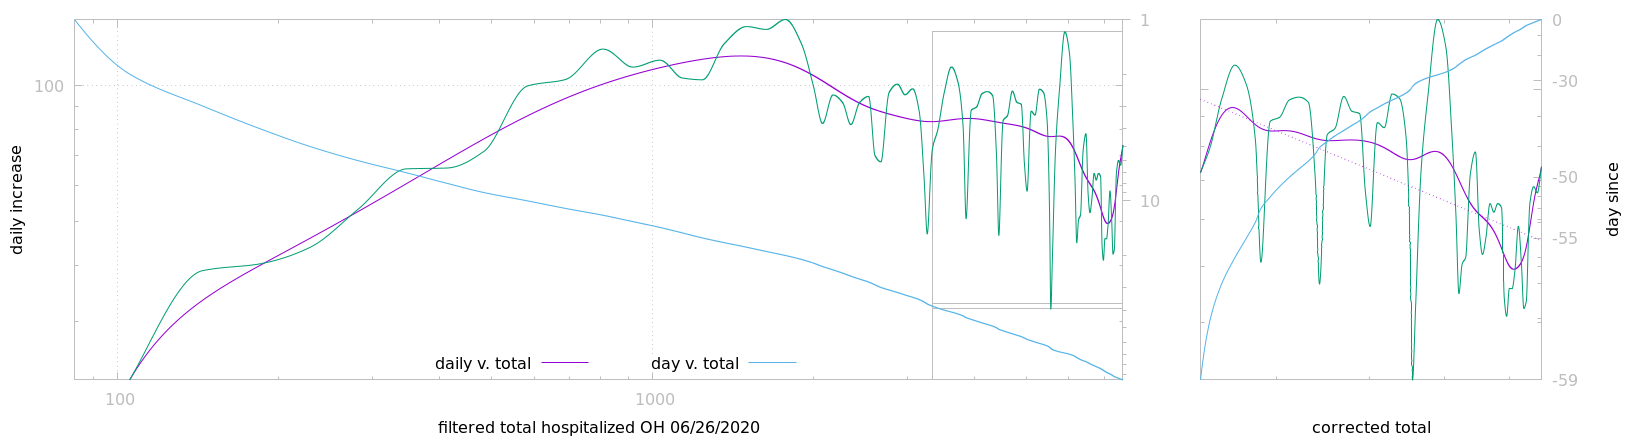 daily increase
100
daily v. total
day v. total
100
1000
filtered total hospitalized OH 06/26/2020
1
10
0
-30
-50
-55
-59
day since
corrected total